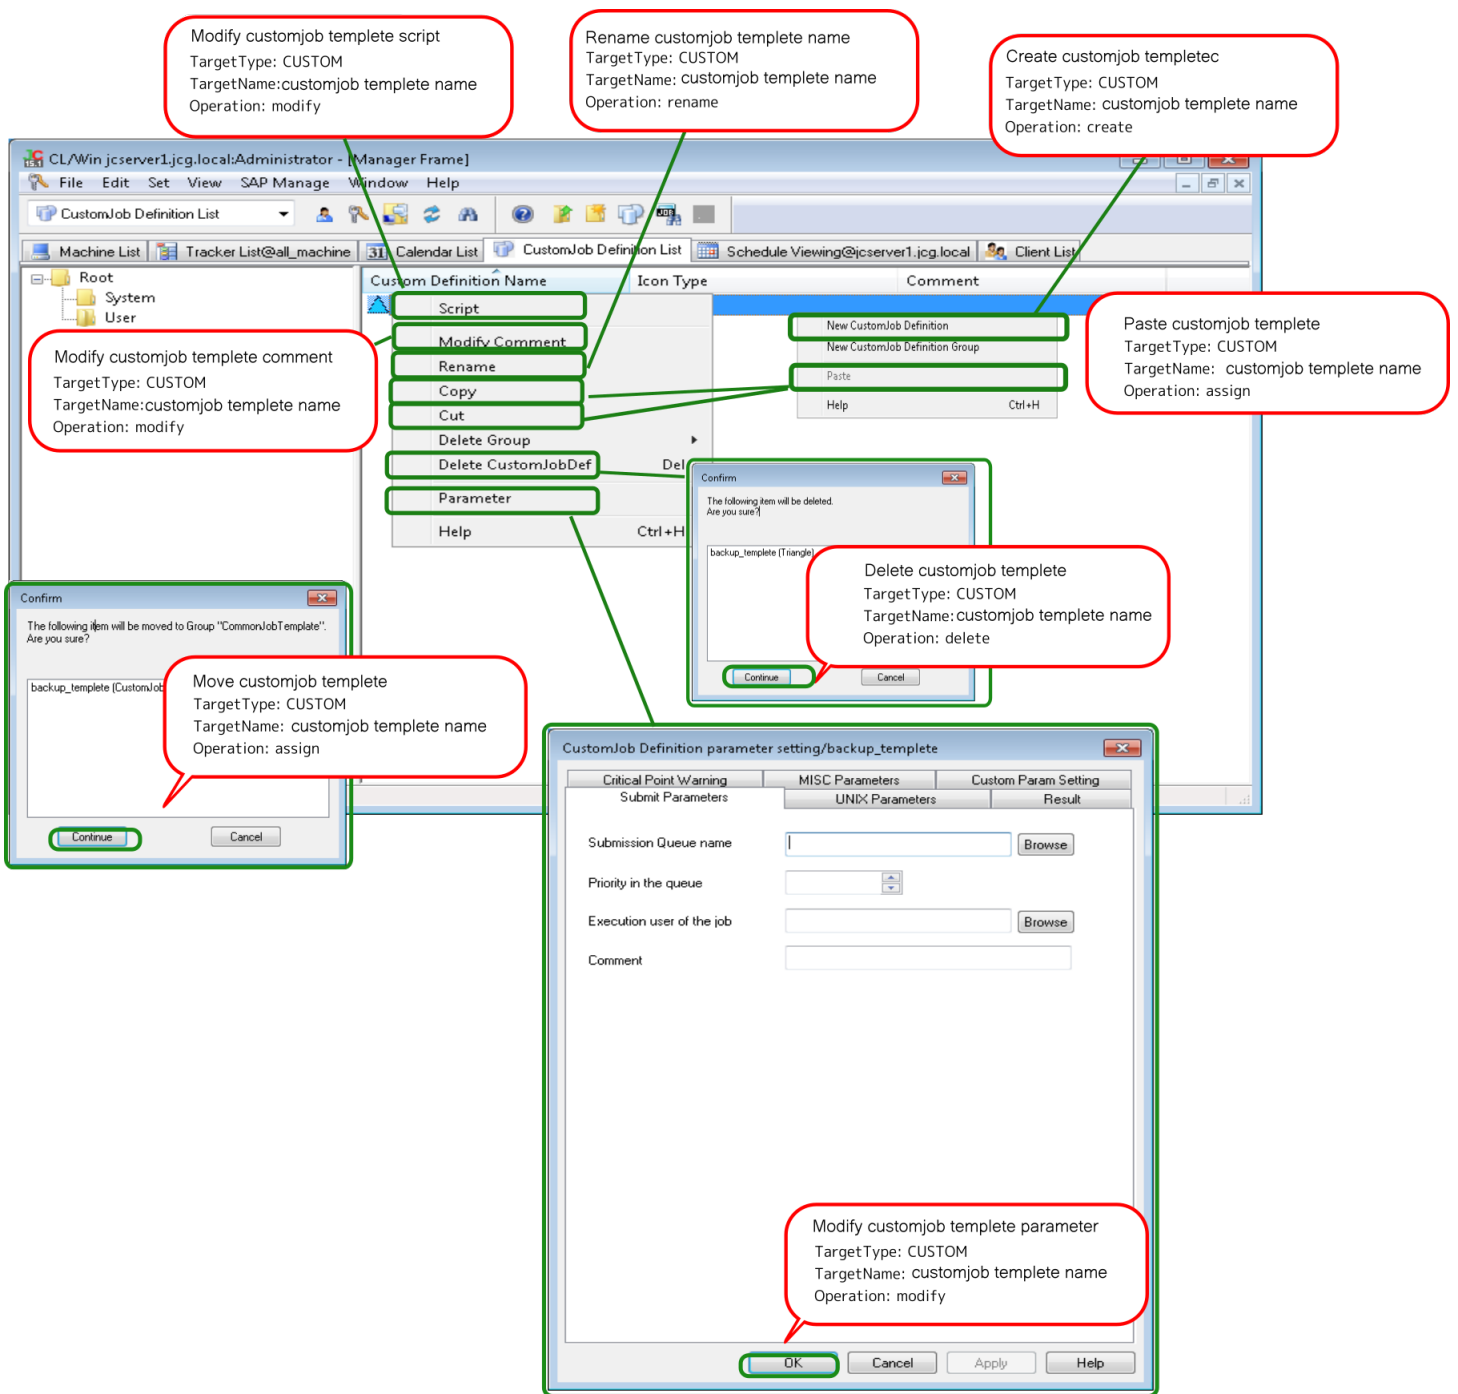 Modify customjob templete script
TargetType: CUSTOM
TargetName:customjob templete name
Operation: modify
Rename customjob templete name
TargetType: CUSTOM
TargetName: customjob templete name
Operation: rename
Create customjob templetec
TargetType: CUSTOM
TargetName: customjob templete name
Operation: create
CL/Win jcserver1.jcg.local:Administrator - [Manager Frame]
File Edit Set View SAP Manage Window Help
CustomJob Definition List
Machine List Tracker List@all_machine Calendar List CustomJob Definition List Schedule Viewing@jcserver1.jcg.local Client List
Root
System
User
Custom Definition Name Icon Type Comment
Script
Modify Comment
Rename
Copy
Cut
Delete Group
Delete CustomJobDef Del
Parameter
Help Ctrl+H
New CustomJob Definition
New CustomJob Definition Group
Paste
Help Ctrl+H
Paste customjob templete
TargetType: CUSTOM
TargetName: customjob templete name
Operation: assign
Modify customjob templete comment
TargetType: CUSTOM
TargetName:customjob templete name
Operation: modify
Confirm
The following item will be deleted.
Are you sure?
backup_templete (Triangle)
Continue Cancel
Delete customjob templete
TargetType: CUSTOM
TargetName:customjob templete name
Operation: delete
Confirm
The following item will be moved to Group "CommonJobTemplate".
Are you sure?
backup_templete (CustomJob
Continue Cancel
Move customjob templete
TargetType: CUSTOM
TargetName: customjob templete name
Operation: assign
CustomJob Definition parameter setting/backup_templete
Critical Point Warning MISC Parameters Custom Param Setting
Submit Parameters UNIX Parameters Result
Submission Queue name Browse
Priority in the queue
Execution user of the job Browse
Comment
Modify customjob templete parameter
TargetType: CUSTOM
TargetName: customjob templete name
Operation: modify
OK Cancel Apply Help